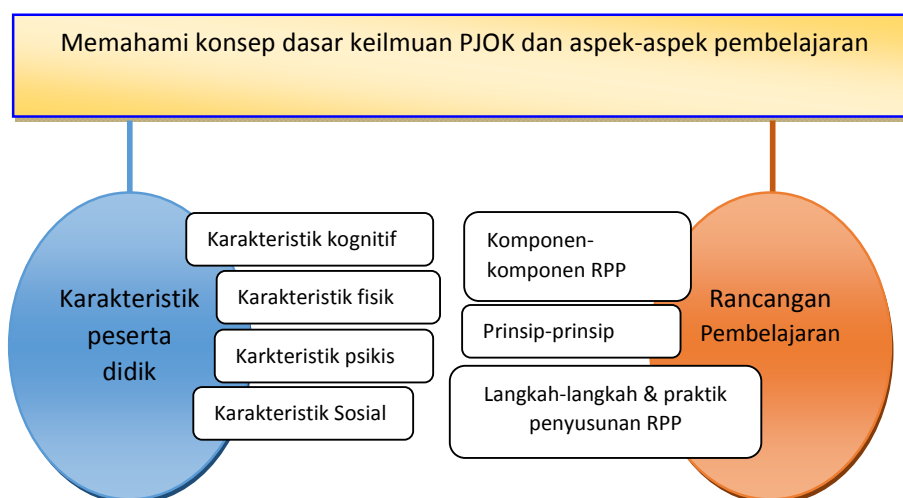 Memahami konsep dasar keilmuan PJOK dan aspek-aspek pembelajaran
Karakteristik
peserta
didik
Karakteristik kognitif
Karakteristik fisik
Karkteristik psikis
Karakteristik Sosial
Komponen-
komponen RPP
Prinsip-prinsip
Langkah-langkah & praktik
penyusunan RPP
Rancangan
Pembelajaran